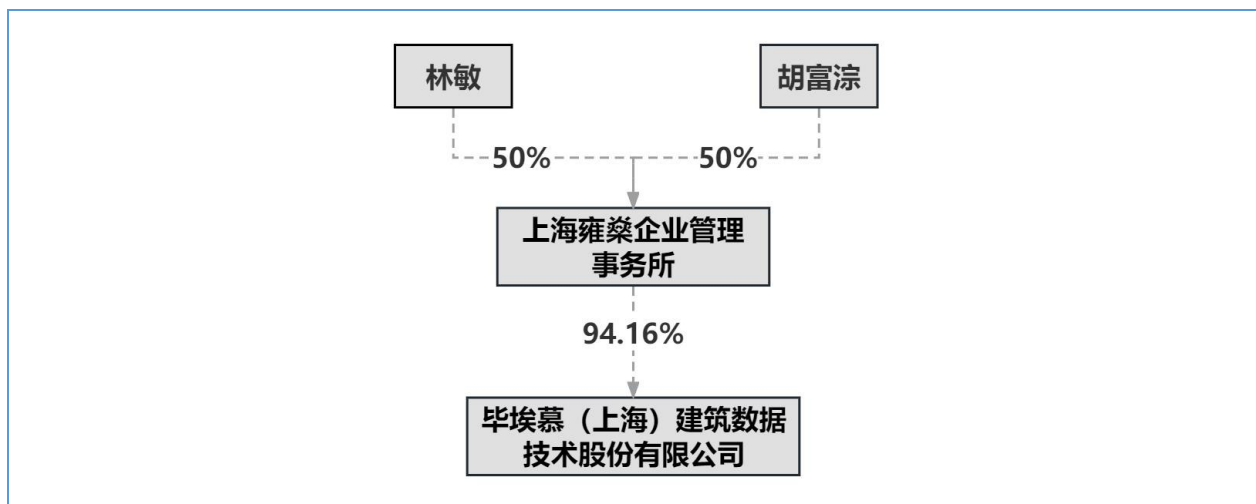 林敏
胡富淙
50%
50%
上海雍燊企业管理
事务所
94.16%
毕埃慕（上海）建筑数据
技术股份有限公司